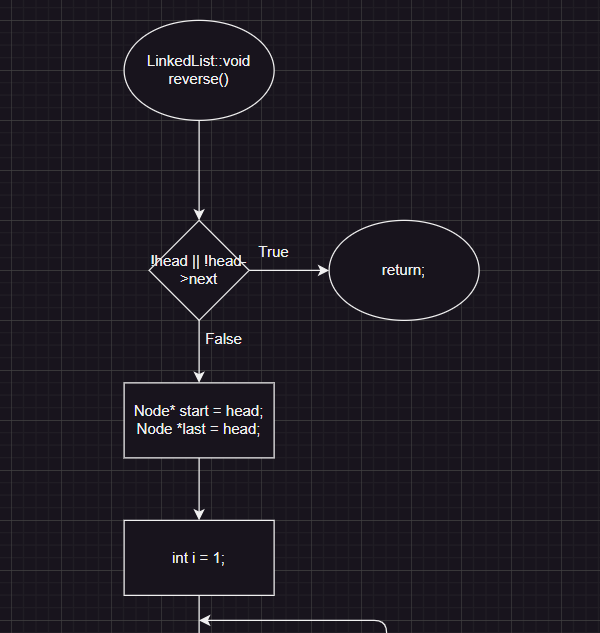 LinkedList::void
reverse()
!head || !head-
>next
True
return;
False
Node* start = head;
Node *last = head;
int i = 1;